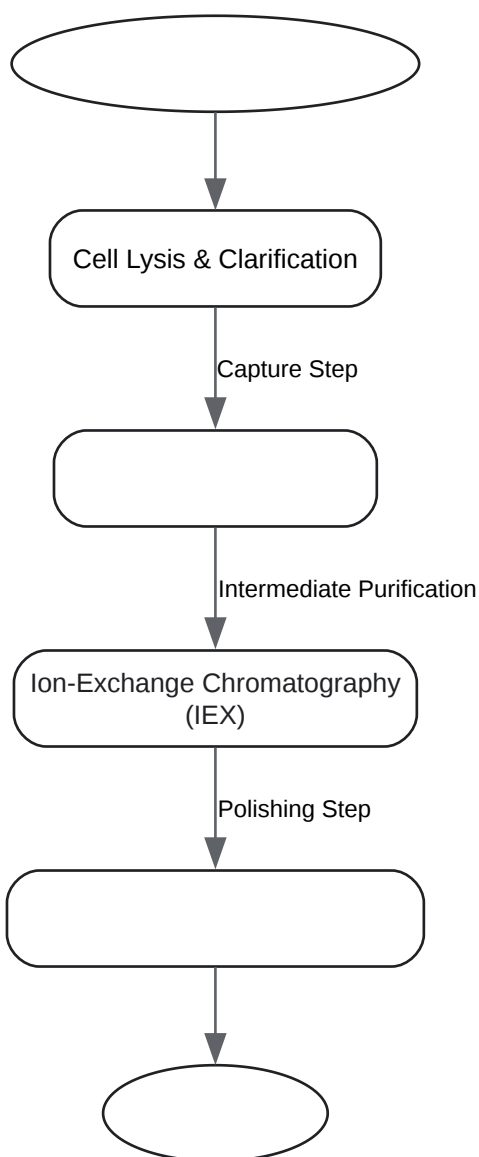 Cell Lysis & Clarification
Capture Step
Intermediate Purification
Ion-Exchange Chromatography
(IEX)
Polishing Step